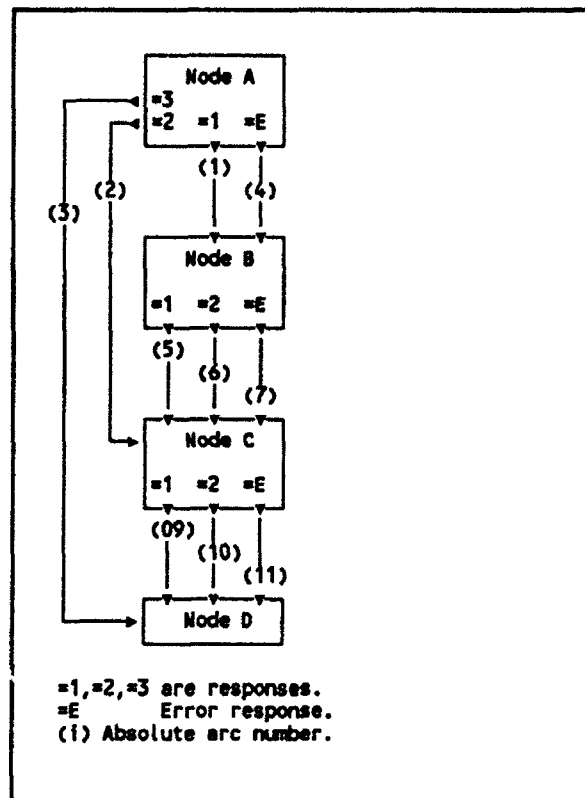 Node A
=3
=2 =1 =E
(1)
(2) (4)
(3)
Node B
=1 =2 =E
(5)
(6)
(7)
Node C
=1 =2 =E
(09)
(10)
(11)
Node D
=1,=2,=3 are responses.
=E Error response.
(i) Absolute arc number.